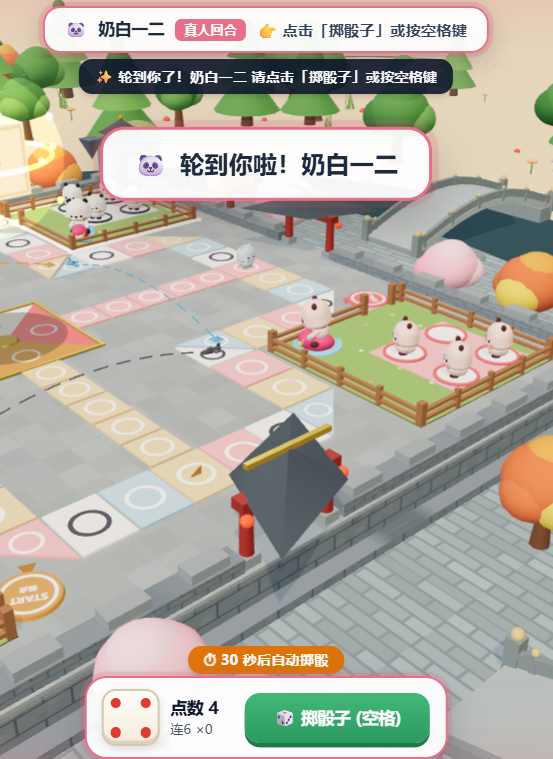 奶白一二 真人回合 👉 点击「掷骰子」或按空格键
✨ 轮到你了！奶白一二 请点击「掷骰子」或按空格键
轮到你啦！奶白一二
START
⏱ 30 秒后自动掷骰
点数 4
连6 ×0
🎲 掷骰子 (空格)